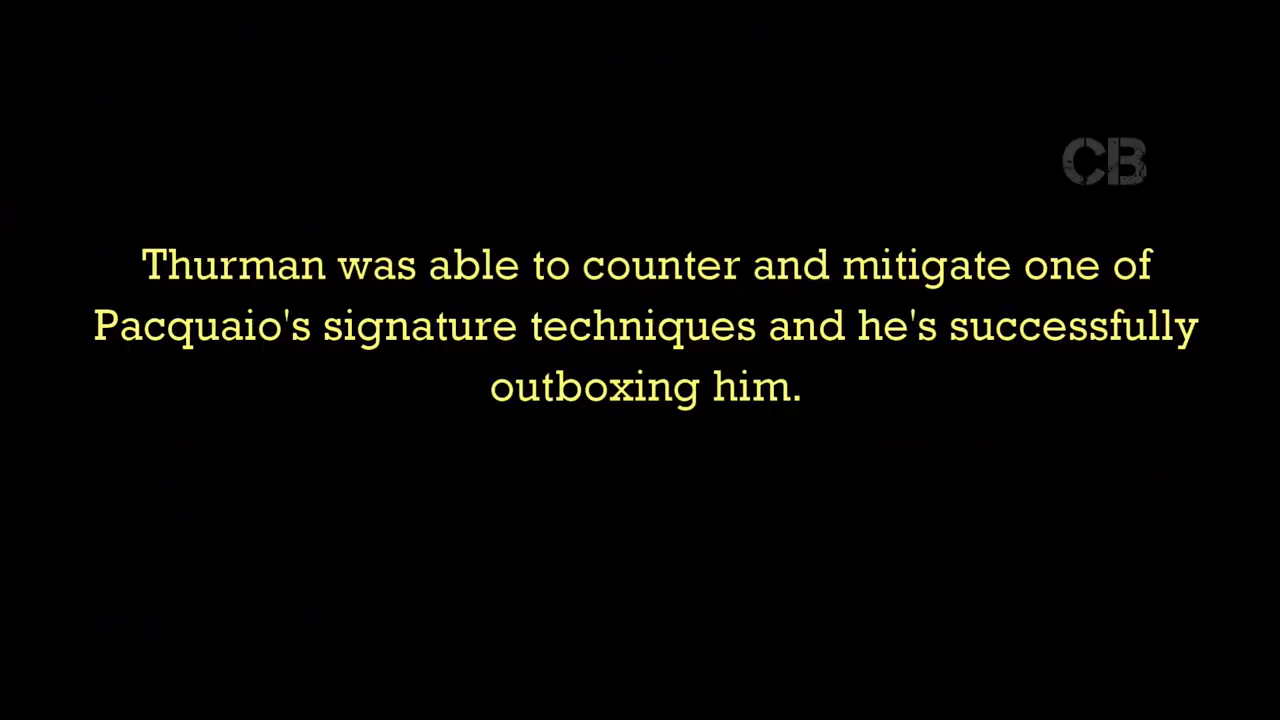 CB
Thurman was able to counter and mitigate one of
Pacquaio's signature techniques and he's successfully
outboxing him.